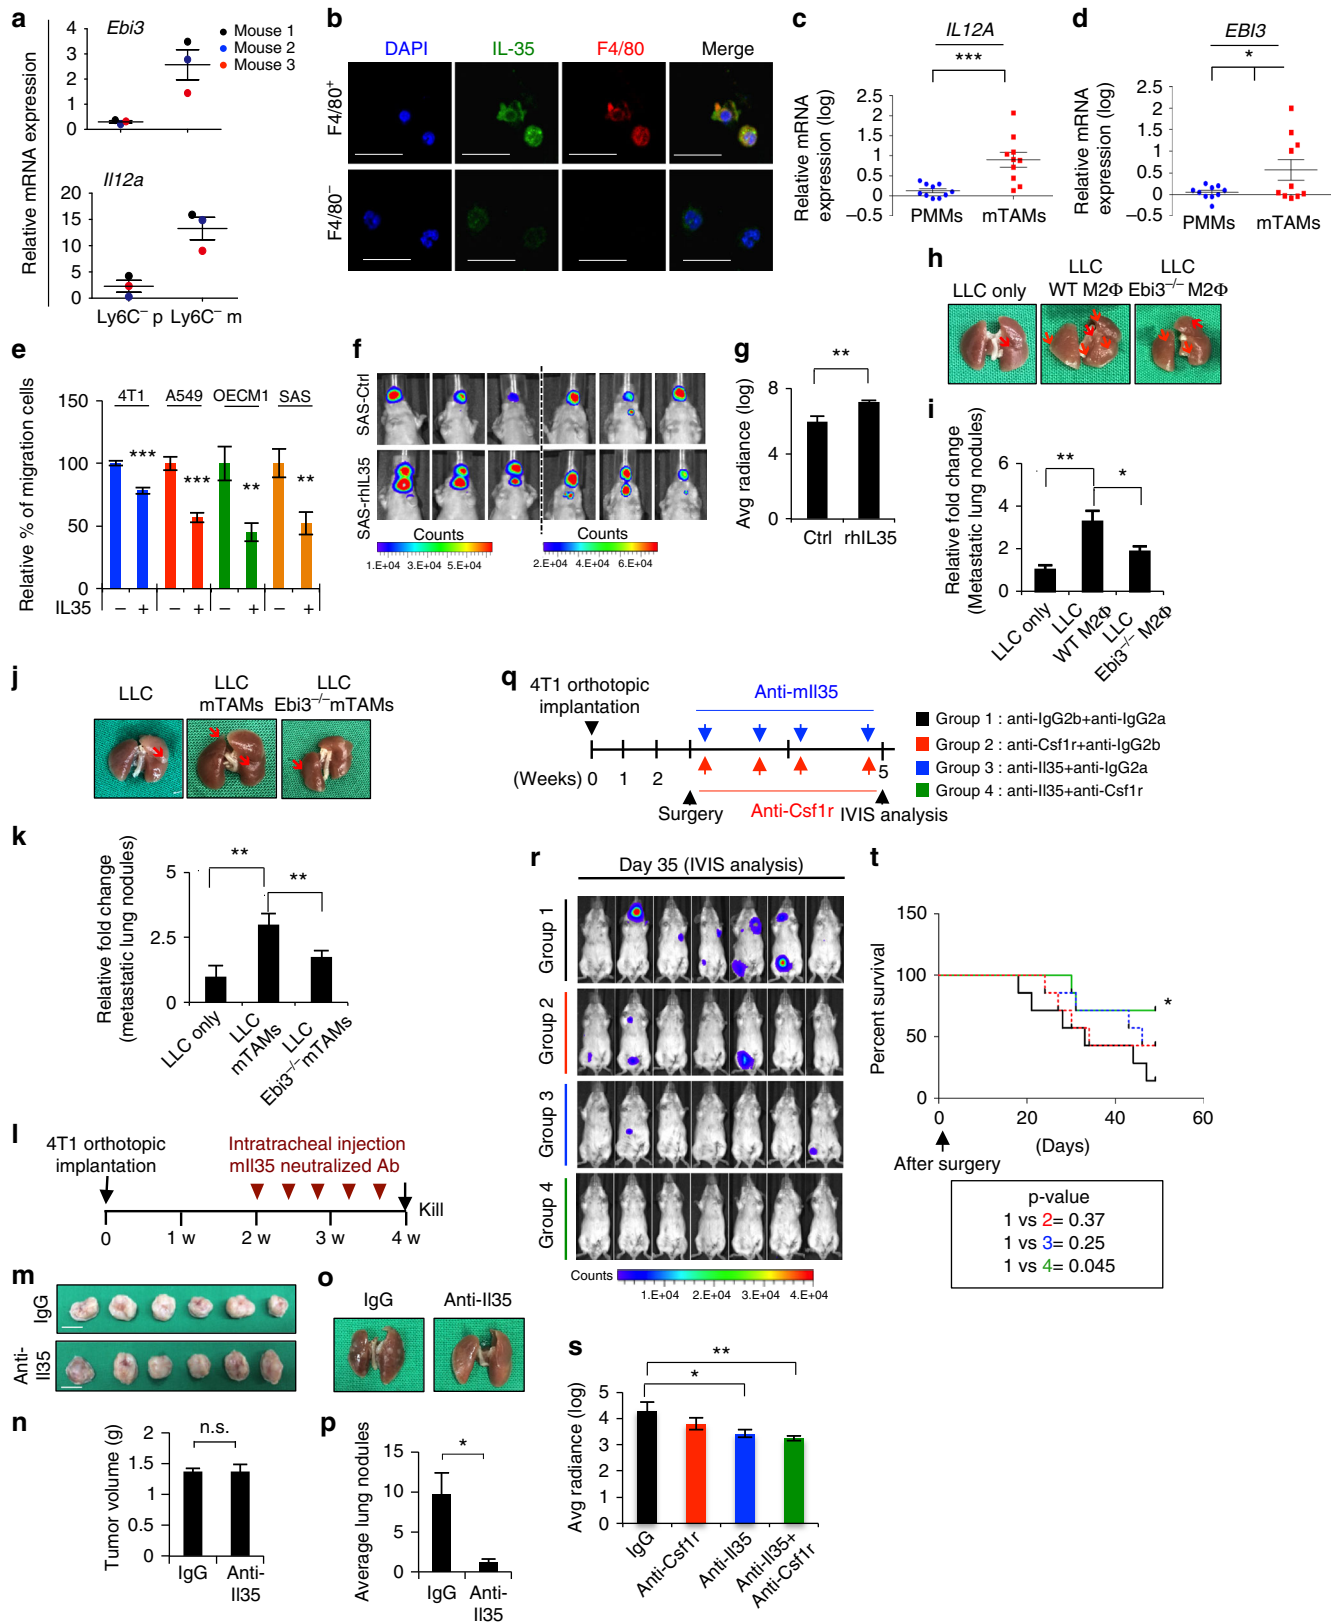 a
Ebi3
Relative mRNA expression
4
3
2
1
0
Mouse 1
Mouse 2
Mouse 3
Il12a
20
15
10
5
0
Ly6C⁻ p Ly6C⁻ m
b
DAPI IL-35 F4/80 Merge
F4/80⁺
F4/80⁻
c
IL12A
***
Relative mRNA expression (log)
2.5
2
1.5
1
0.5
0
–0.5
PMMs mTAMs
d
EBI3
*
Relative mRNA expression (log)
2.5
2
1.5
1
0.5
0
–0.5
PMMs mTAMs
e
Relative % of migration cells
150
100
50
0
4T1 A549 OECM1 SAS
*** *** ** **
IL35 – + – + – + – +
f
SAS-Ctrl
SAS-rhIL35
Counts Counts
1.E+04 3.E+04 5.E+04 2.E+04 4.E+04 6.E+04
g
**
Avg radiance (log)
8
4
0
Ctrl rhIL35
h
LLC only
LLC
WT M2Φ
LLC
Ebi3⁻/⁻ M2Φ
i
Relative fold change
(Metastatic lung nodes)
6
4
2
0
** *
LLC only
LLC
WT M2Φ
LLC
Ebi3⁻/⁻ M2Φ
j
LLC
LLC
mTAMs
LLC
Ebi3⁻/⁻mTAMs
k
Relative fold change
(metastatic lung nodules)
5
2.5
0
** **
LLC only
LLC
mTAMs
LLC
Ebi3⁻/⁻mTAMs
l
4T1 orthotopic
implantation
Intratracheal injection
mIl35 neutralized Ab
Kill
0 1 w 2 w 3 w 4 w
m
IgG
Anti-
Il35
n
Tumor volume (g)
2
1.5
1
0.5
0
n.s.
IgG Anti-
Il35
o
IgG Anti-Il35
p
Average lung nodules
15
10
5
0
*
IgG Anti-
Il35
q
4T1 orthotopic
implantation
Anti-mIl35
(Weeks) 0 1 2 5
Surgery Anti-Csf1r IVIS analysis
Group 1 : anti-IgG2b+anti-IgG2a
Group 2 : anti-Csf1r+anti-IgG2b
Group 3 : anti-Il35+anti-IgG2a
Group 4 : anti-Il35+anti-Csf1r
r
Day 35 (IVIS analysis)
Group 1
Group 2
Group 3
Group 4
Counts
1.E+04 2.E+04 3.E+04 4.E+04
s
Avg radiance (log)
5
4
3
2
1
0
**
*
IgG
Anti-Csf1r
Anti-Il35
Anti-Il35+
Anti-Csf1r
t
Percent survival
150
100
50
0
*
0 20 40 60
(Days)
After surgery
p-value
1 vs 2= 0.37
1 vs 3= 0.25
1 vs 4= 0.045